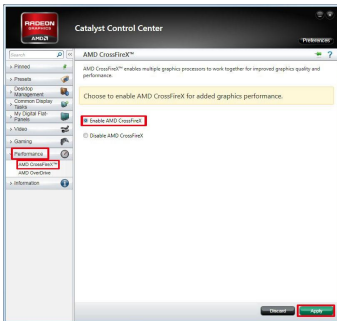 RADEON
GRAPHICS
AMD
Catalyst Control Center
Preferences
Search
AMD CrossFireX™
Pinned
AMD CrossFireX™ enables multiple graphics processors to work together for improved graphics quality and
performance.
Presets
Desktop
Management
Common Display
Tasks
My Digital Flat-
Panels
Video
Gaming
Performance
AMD CrossFireX™
AMD OverDrive
Information
Choose to enable AMD CrossFireX for added graphics performance.
Enable AMD CrossFireX
Disable AMD CrossFireX
Discard
Apply